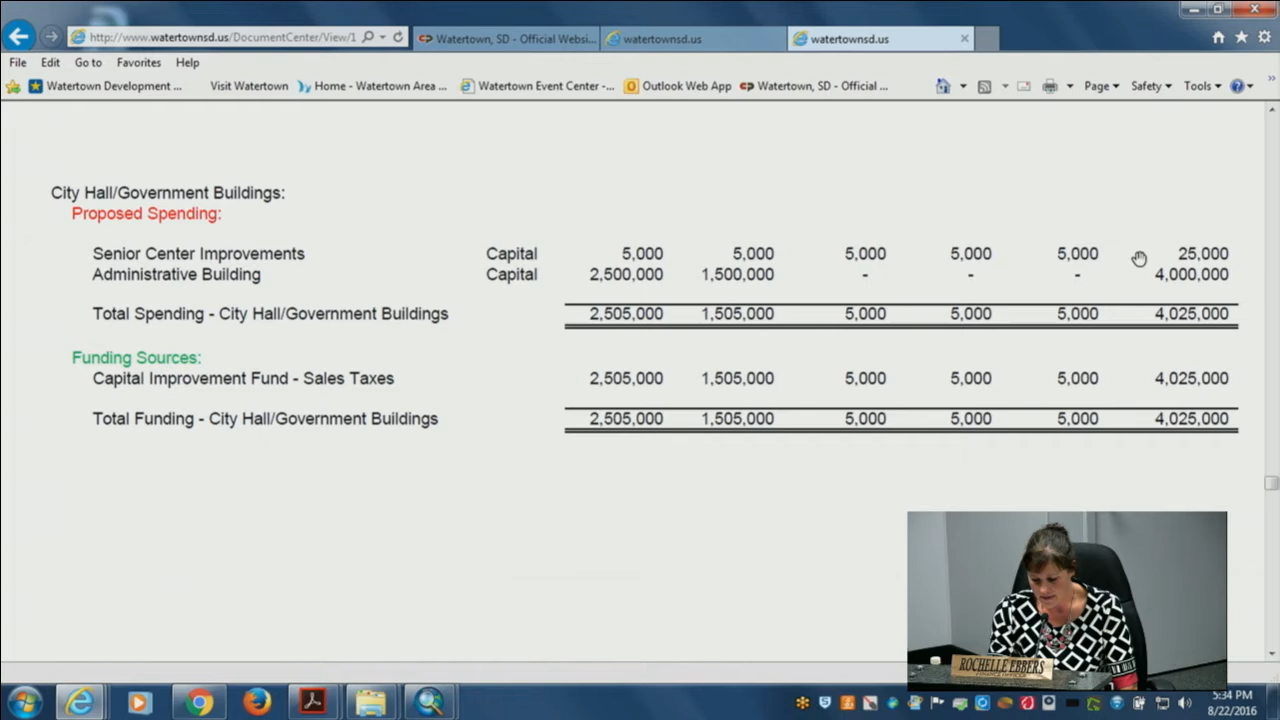 http://www.watertownsd.us/DocumentCenter/View/1
Watertown, SD - Official Websi...
watertownsd.us
watertownsd.us
File Edit Go to Favorites Help
Watertown Development ... Visit Watertown Home - Watertown Area ... Watertown Event Center -... Outlook Web App Watertown, SD - Official ... Page Safety Tools
City Hall/Government Buildings:
Proposed Spending:
Senior Center Improvements Capital 5,000 5,000 5,000 5,000 5,000 25,000
Administrative Building Capital 2,500,000 1,500,000 - - - 4,000,000
Total Spending - City Hall/Government Buildings 2,505,000 1,505,000 5,000 5,000 5,000 4,025,000
Funding Sources:
Capital Improvement Fund - Sales Taxes 2,505,000 1,505,000 5,000 5,000 5,000 4,025,000
Total Funding - City Hall/Government Buildings 2,505,000 1,505,000 5,000 5,000 5,000 4,025,000
ROCHELLE EBBERS
FINANCE OFFICER
5:34 PM
8/22/2016